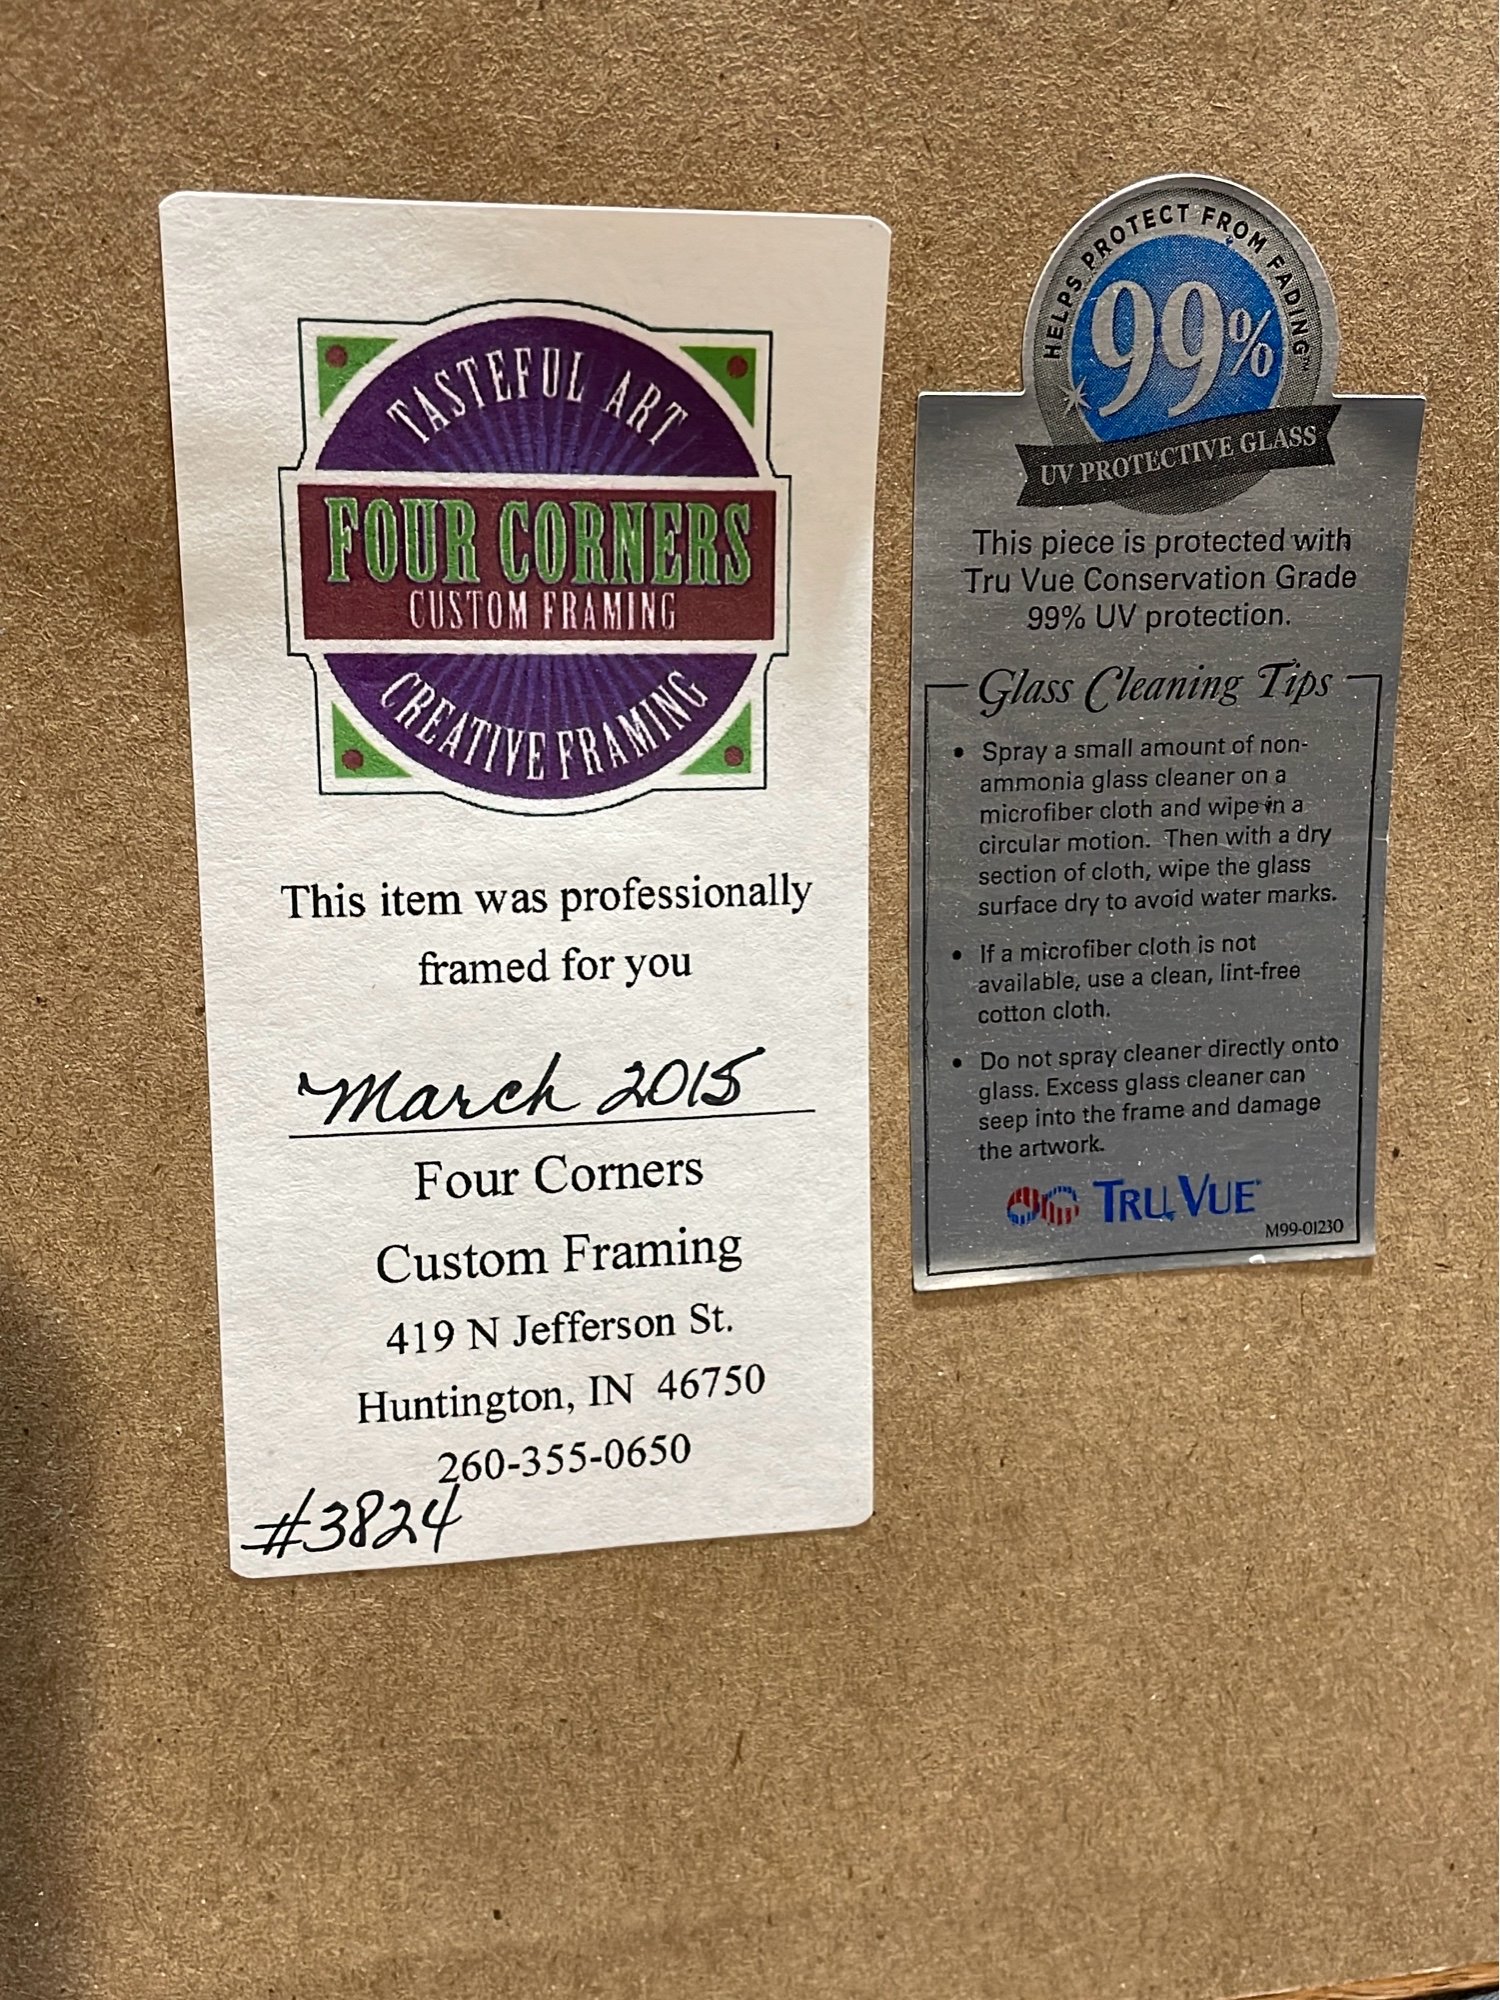 TASTEFUL ART
FOUR CORNERS
CUSTOM FRAMING
CREATIVE FRAMING
This item was professionally
framed for you
March 2015
Four Corners
Custom Framing
419 N Jefferson St.
Huntington, IN 46750
260-355-0650
#3824
HELPS PROTECT FROM FADING™
99%
UV PROTECTIVE GLASS
This piece is protected with
Tru Vue Conservation Grade
99% UV protection.
Glass Cleaning Tips
• Spray a small amount of non-
ammonia glass cleaner on a
microfiber cloth and wipe in a
circular motion. Then with a dry
section of cloth, wipe the glass
surface dry to avoid water marks.
• If a microfiber cloth is not
available, use a clean, lint-free
cotton cloth.
• Do not spray cleaner directly onto
glass. Excess glass cleaner can
seep into the frame and damage
the artwork.
TRU VUE
M99-01230